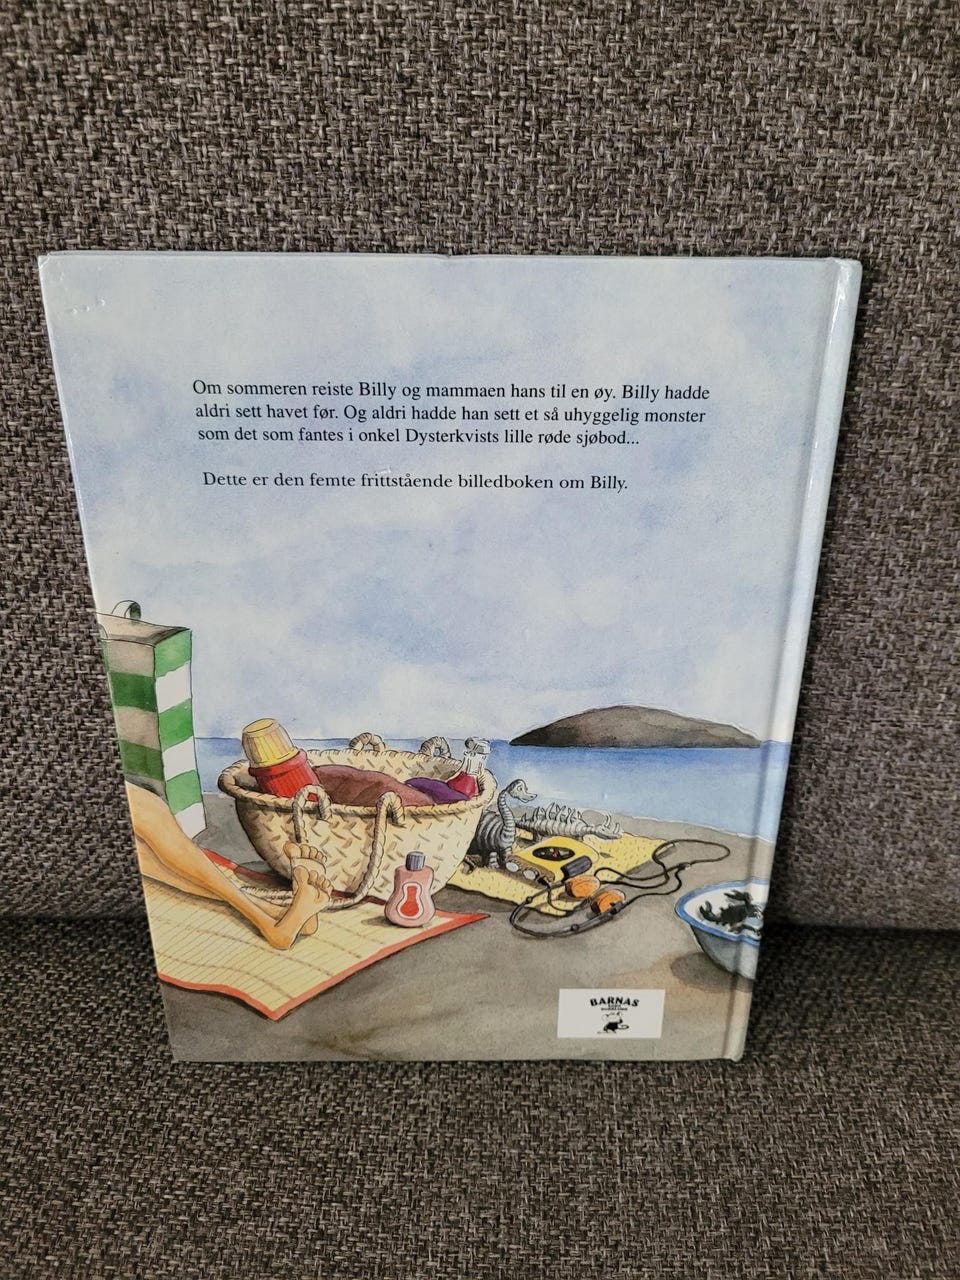 Om sommeren reiste Billy og mammaen hans til en øy. Billy hadde
aldri sett havet før. Og aldri hadde han sett et så uhyggelig monster
som det som fantes i onkel Dysterkvists lille røde sjøbod...
Dette er den femte frittstående billedboken om Billy.
BARNAS